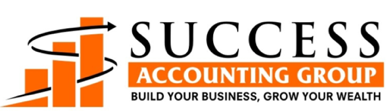 SUCCESS
ACCOUNTING GROUP
BUILD YOUR BUSINESS, GROW YOUR WEALTH